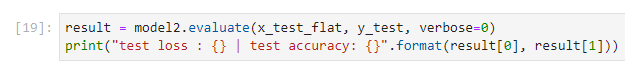 [19]: result = model2.evaluate(x_test_flat, y_test, verbose=0)
print("test loss : {} | test accuracy: {}".format(result[0], result[1]))